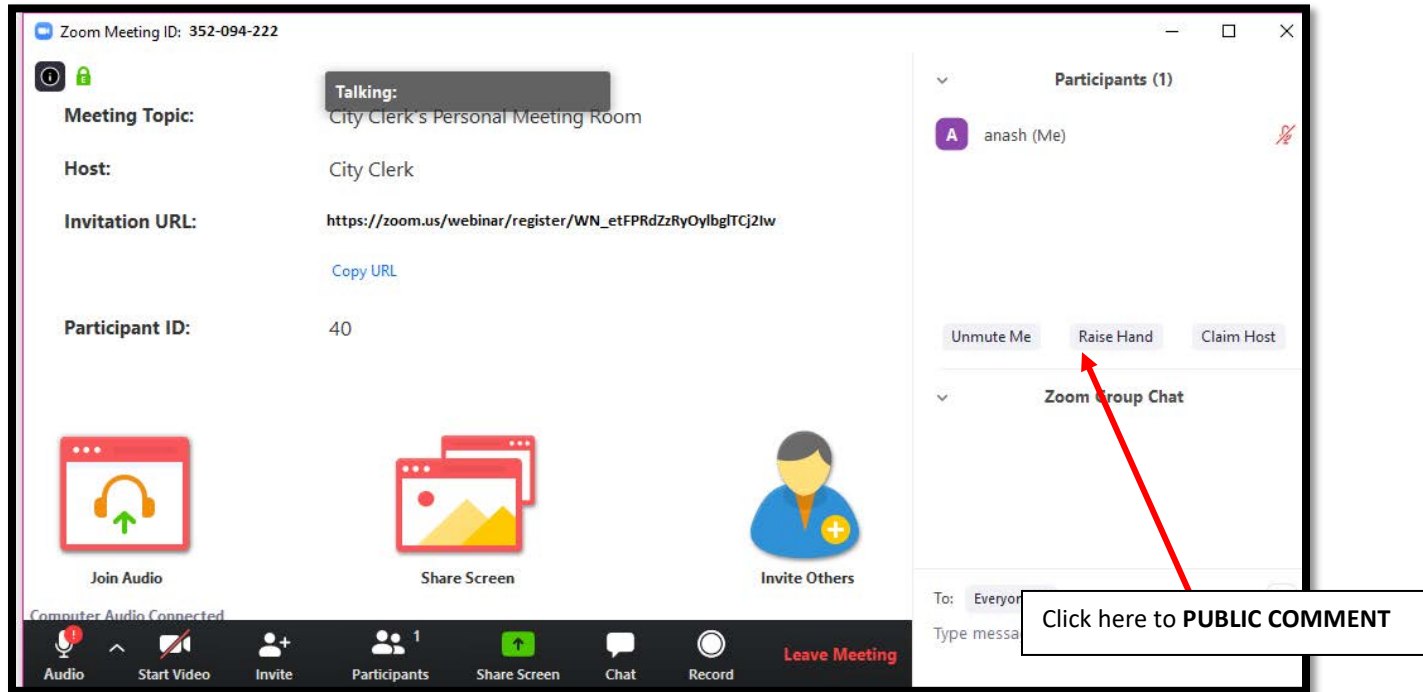 Zoom Meeting ID: 352-094-222
Talking:
Meeting Topic:
City Clerk's Personal Meeting Room
Host:
City Clerk
Invitation URL:
https://zoom.us/webinar/register/WN_etFPRdZzRyOylbglTCj2Iw
Copy URL
Participant ID:
40
Join Audio
Share Screen
Invite Others
Computer Audio Connected
Participants (1)
A anash (Me)
Unmute Me Raise Hand Claim Host
Zoom Group Chat
To:
Click here to PUBLIC COMMENT
Type
Audio Start Video Invite Participants 1 Share Screen Chat Record Leave Meeting